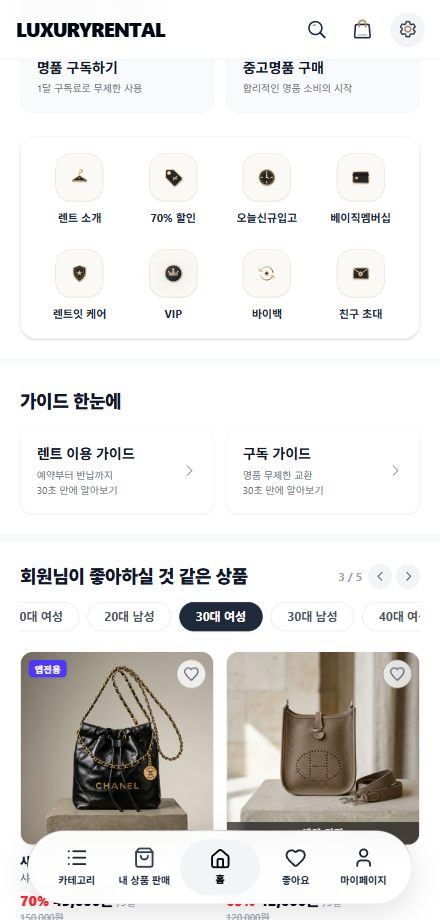 LUXURYRENTAL
명품 구독하기
1달 구독료로 무제한 사용
중고명품 구매
합리적인 명품 소비의 시작
렌트 소개
70% 할인
오늘신규입고
베이직멤버십
렌트잇 케어
VIP
바이백
친구 초대
가이드 한눈에
렌트 이용 가이드
예약부터 반납까지
30초 만에 알아보기
구독 가이드
명품 무제한 교환
30초 만에 알아보기
회원님이 좋아하실 것 같은 상품
3 / 5
0대 여성
20대 남성
30대 여성
30대 남성
40대 여
앱전용
CHANEL
카테고리
내 상품 판매
홈
좋아요
마이페이지
70%
150,000원
120,000원